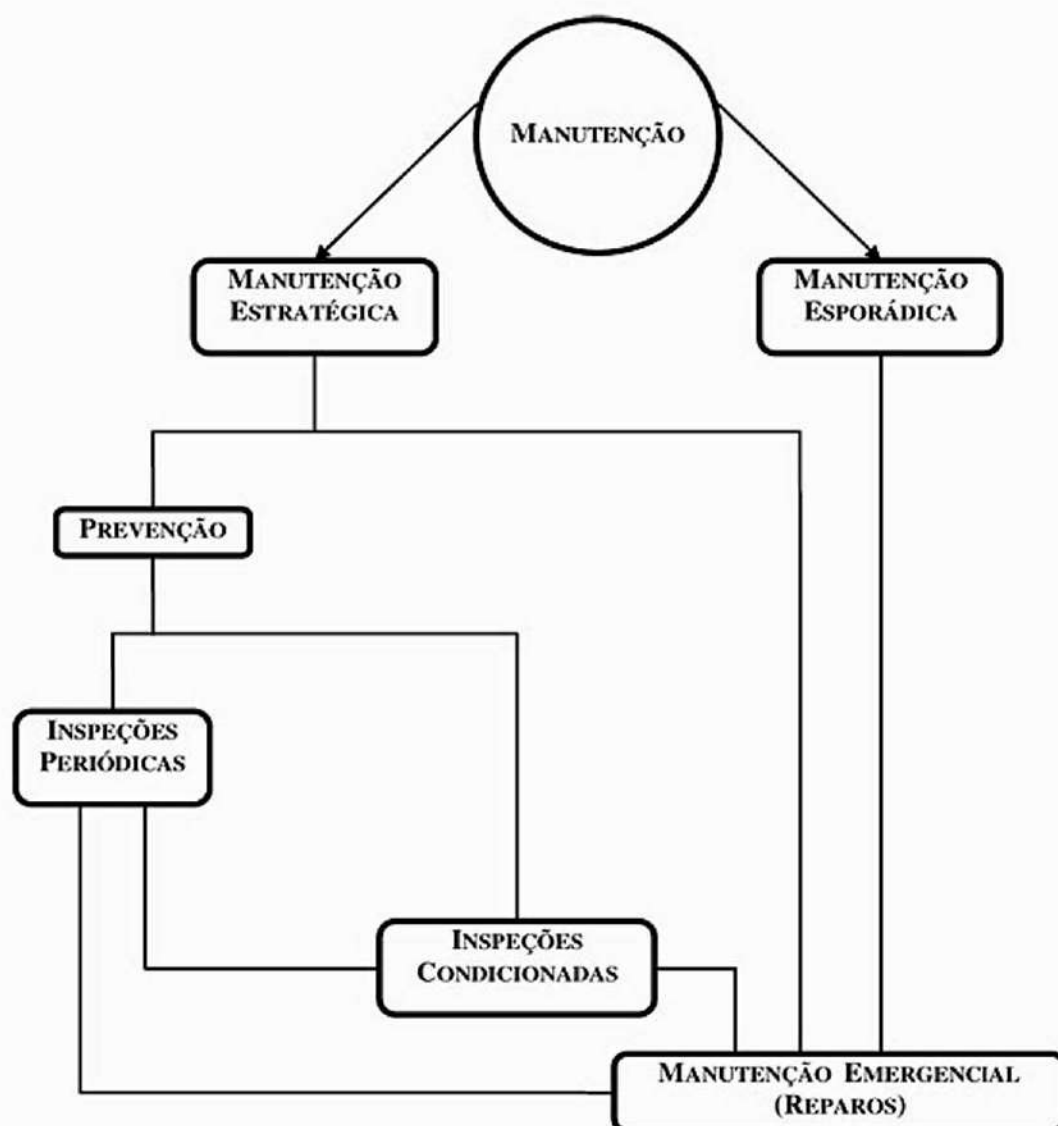 MANUTENÇÃO
MANUTENÇÃO
ESTRATÉGICA
MANUTENÇÃO
ESPORÁDICA
PREVENÇÃO
INSPEÇÕES
PERIÓDICAS
INSPEÇÕES
CONDICIONADAS
MANUTENÇÃO EMERGENCIAL
(REPAROS)